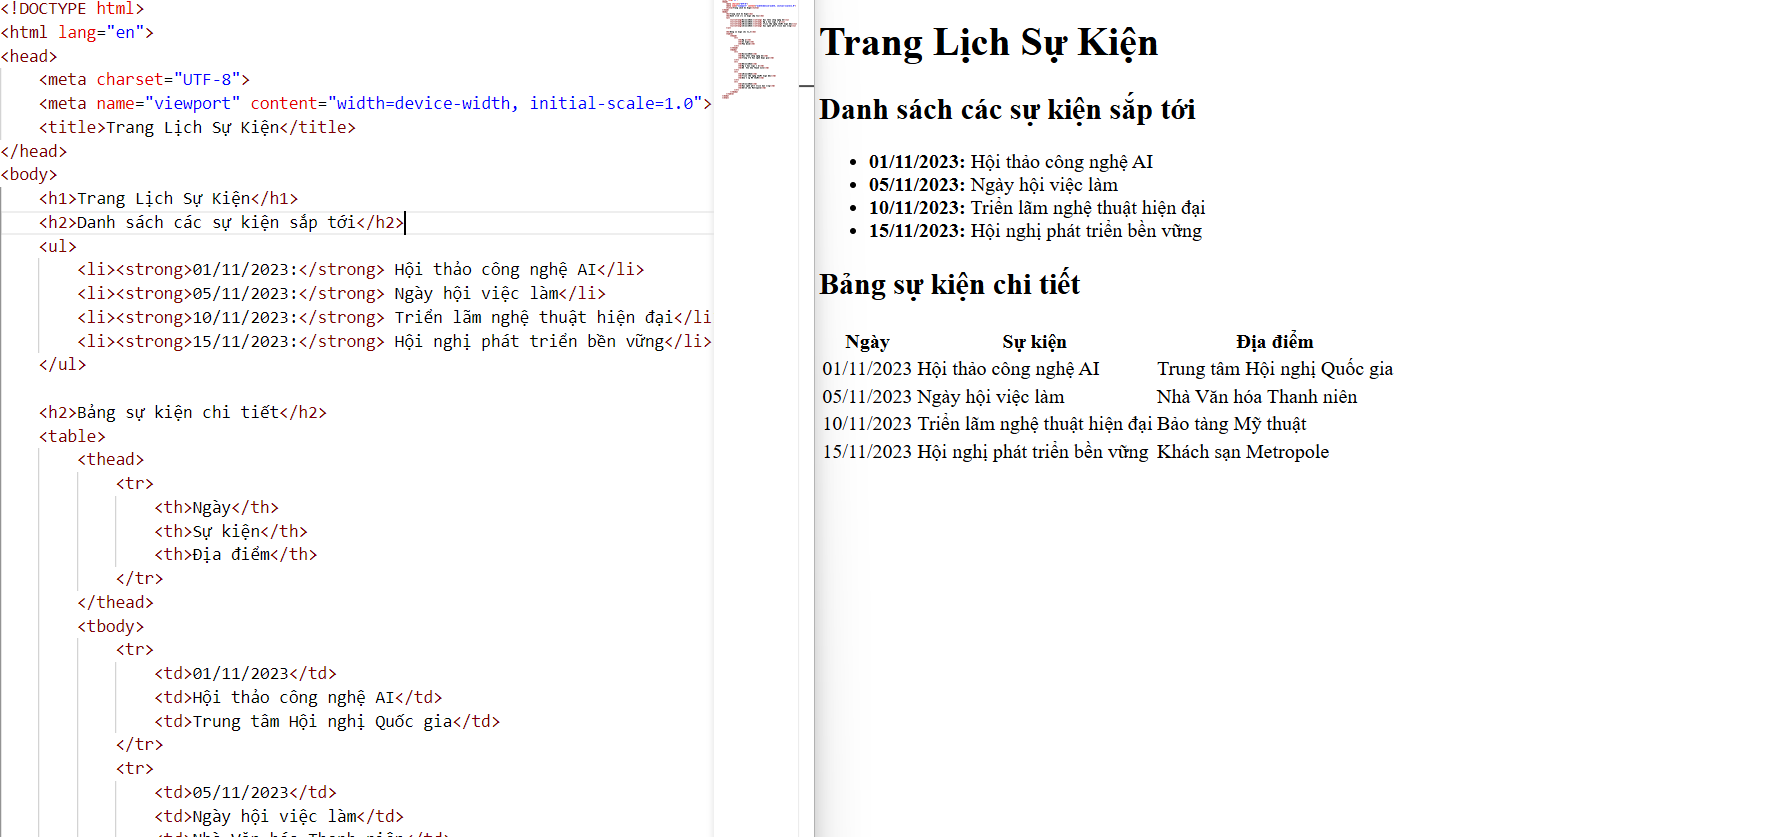 <!DOCTYPE html>
<html lang="en">
<head>
<meta charset="UTF-8">
<meta name="viewport" content="width=device-width, initial-scale=1.0">
<title>Trang Lịch Sự Kiện</title>
</head>
<body>
<h1>Trang Lịch Sự Kiện</h1>
<h2>Danh sách các sự kiện sắp tới</h2>
<ul>
<li><strong>01/11/2023:</strong> Hội thảo công nghệ AI</li>
<li><strong>05/11/2023:</strong> Ngày hội việc làm</li>
<li><strong>10/11/2023:</strong> Triển lãm nghệ thuật hiện đại</li
<li><strong>15/11/2023:</strong> Hội nghị phát triển bền vững</li>
</ul>
<h2>Bảng sự kiện chi tiết</h2>
<table>
<thead>
<tr>
<th>Ngày</th>
<th>Sự kiện</th>
<th>Địa điểm</th>
</tr>
</thead>
<tbody>
<tr>
<td>01/11/2023</td>
<td>Hội thảo công nghệ AI</td>
<td>Trung tâm Hội nghị Quốc gia</td>
</tr>
<tr>
<td>05/11/2023</td>
<td>Ngày hội việc làm</td>
<td>Nhà Văn hóa Thanh niên</td>
Trang Lịch Sự Kiện
Danh sách các sự kiện sắp tới
• 01/11/2023: Hội thảo công nghệ AI
• 05/11/2023: Ngày hội việc làm
• 10/11/2023: Triển lãm nghệ thuật hiện đại
• 15/11/2023: Hội nghị phát triển bền vững
Bảng sự kiện chi tiết
Ngày Sự kiện Địa điểm
01/11/2023 Hội thảo công nghệ AI Trung tâm Hội nghị Quốc gia
05/11/2023 Ngày hội việc làm Nhà Văn hóa Thanh niên
10/11/2023 Triển lãm nghệ thuật hiện đại Bảo tàng Mỹ thuật
15/11/2023 Hội nghị phát triển bền vững Khách sạn Metropole